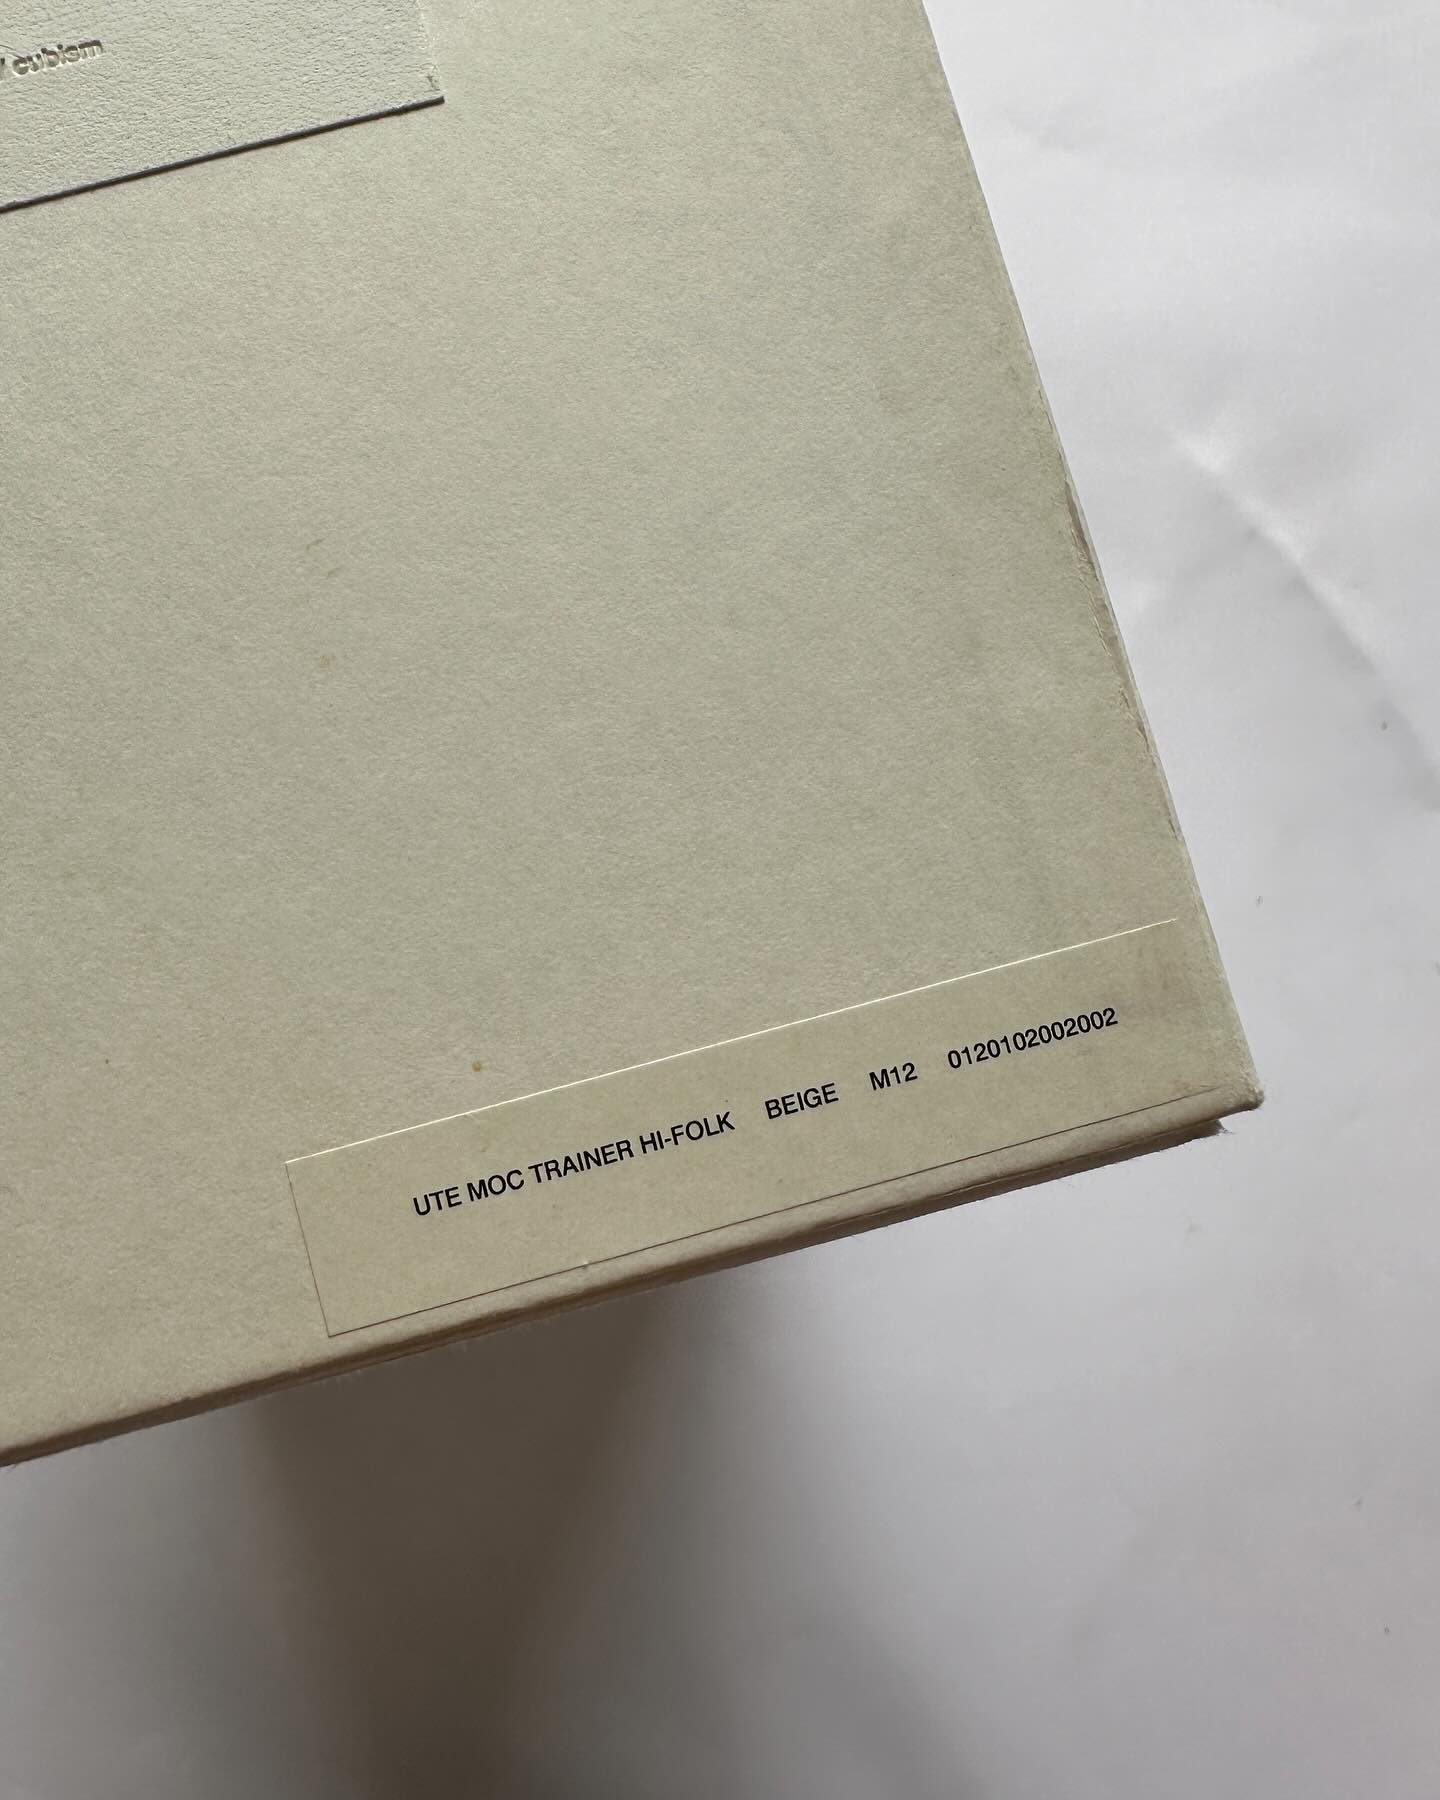 cubism
UTE MOC TRAINER HI-FOLK BEIGE M12 0120102002002